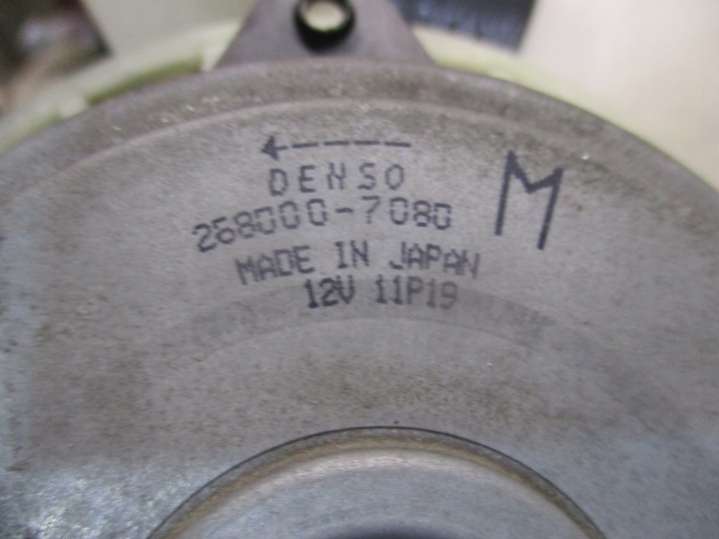 DENSO
268000-7080
M
MADE IN JAPAN
12V 11P19